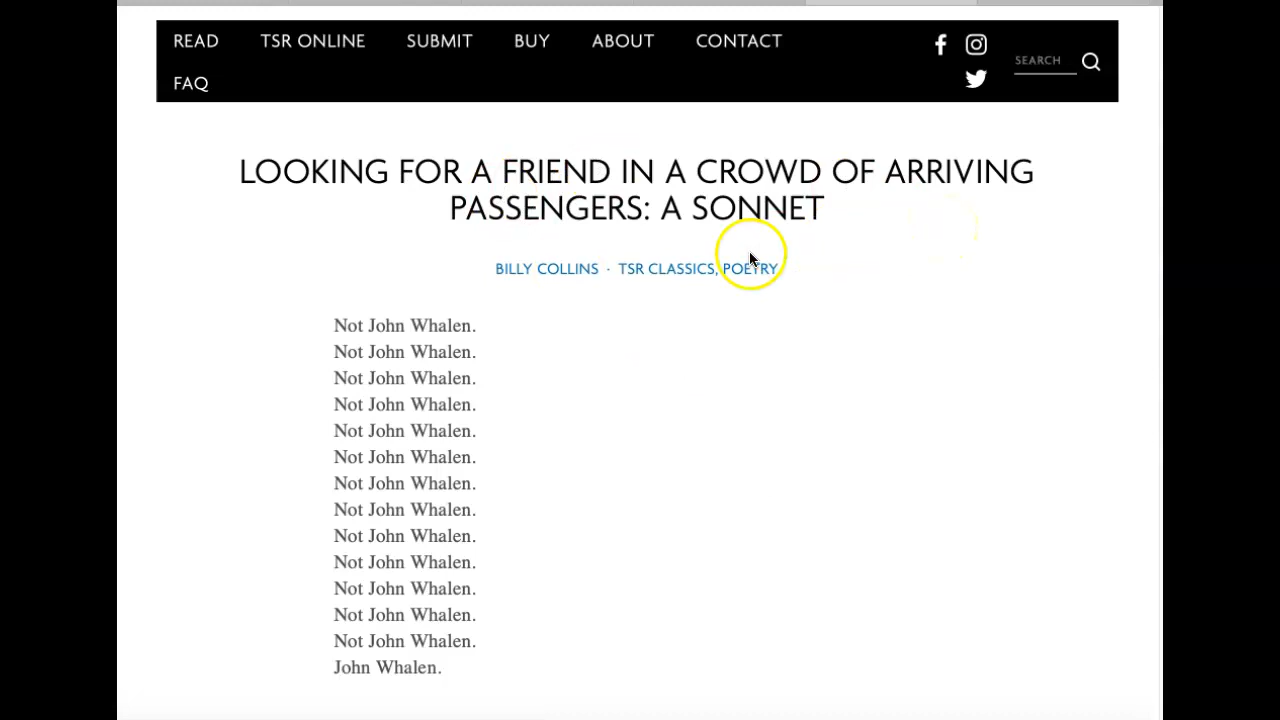 READ TSR ONLINE SUBMIT BUY ABOUT CONTACT
FAQ
SEARCH
LOOKING FOR A FRIEND IN A CROWD OF ARRIVING
PASSENGERS: A SONNET
BILLY COLLINS · TSR CLASSICS, POETRY
Not John Whalen.
Not John Whalen.
Not John Whalen.
Not John Whalen.
Not John Whalen.
Not John Whalen.
Not John Whalen.
Not John Whalen.
Not John Whalen.
Not John Whalen.
Not John Whalen.
Not John Whalen.
Not John Whalen.
John Whalen.